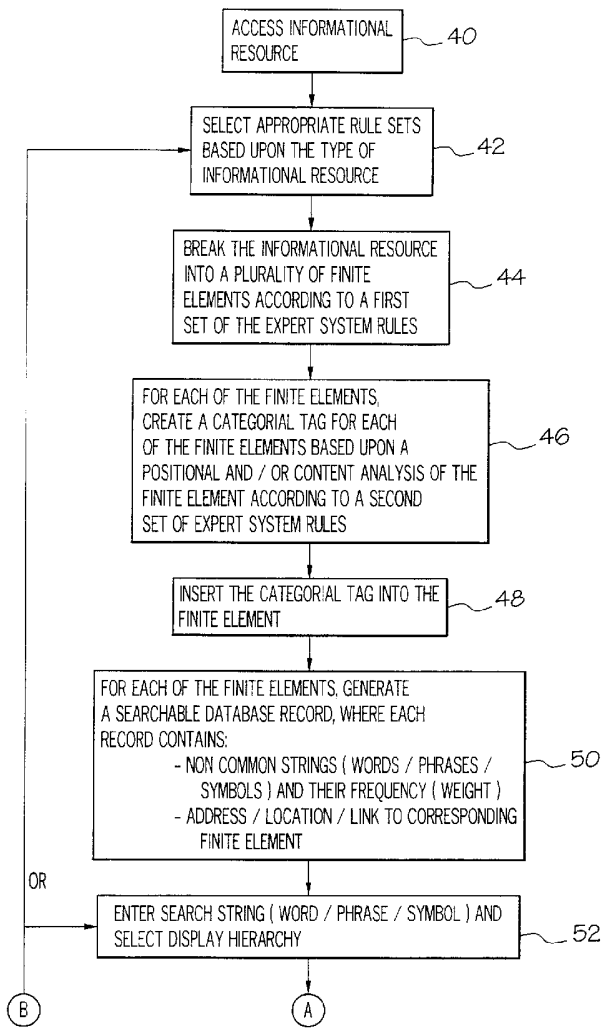 ACCESS INFORMATIONAL
RESOURCE
40
SELECT APPROPRIATE RULE SETS
BASED UPON THE TYPE OF
INFORMATIONAL RESOURCE
42
BREAK THE INFORMATIONAL RESOURCE
INTO A PLURALITY OF FINITE
ELEMENTS ACCORDING TO A FIRST
SET OF THE EXPERT SYSTEM RULES
44
FOR EACH OF THE FINITE ELEMENTS,
CREATE A CATEGORIAL TAG FOR EACH
OF THE FINITE ELEMENTS BASED UPON A
POSITIONAL AND / OR CONTENT ANALYSIS OF THE
FINITE ELEMENT ACCORDING TO A SECOND
SET OF EXPERT SYSTEM RULES
46
INSERT THE CATEGORIAL TAG INTO THE
FINITE ELEMENT
48
FOR EACH OF THE FINITE ELEMENTS, GENERATE
A SEARCHABLE DATABASE RECORD, WHERE EACH
RECORD CONTAINS:
- NON COMMON STRINGS ( WORDS / PHRASES /
SYMBOLS ) AND THEIR FREQUENCY ( WEIGHT )
- ADDRESS / LOCATION / LINK TO CORRESPONDING
FINITE ELEMENT
50
OR
ENTER SEARCH STRING ( WORD / PHRASE / SYMBOL ) AND
SELECT DISPLAY HIERARCHY
52
B
A